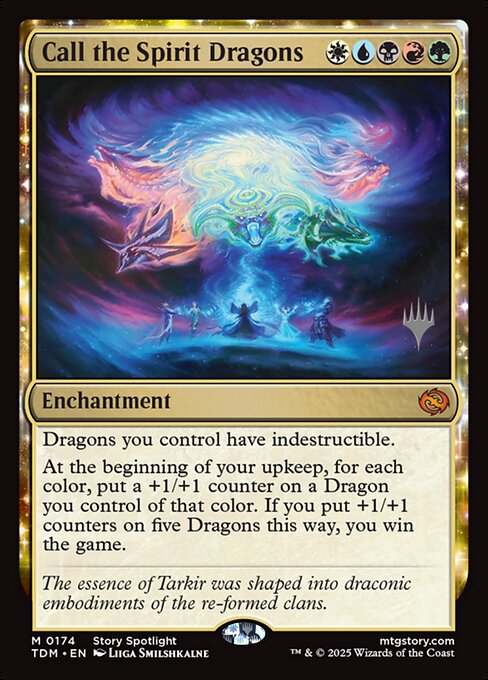 Call the Spirit Dragons
Enchantment
Dragons you control have indestructible.
At the beginning of your upkeep, for each
color, put a +1/+1 counter on a Dragon
you control of that color. If you put +1/+1
counters on five Dragons this way, you win
the game.
The essence of Tarkir was shaped into draconic
embodiments of the re-formed clans.
M 0174 Story Spotlight mtgstory.com
TDM • EN Liiga Smilshkalne ™ & © 2025 Wizards of the Coast